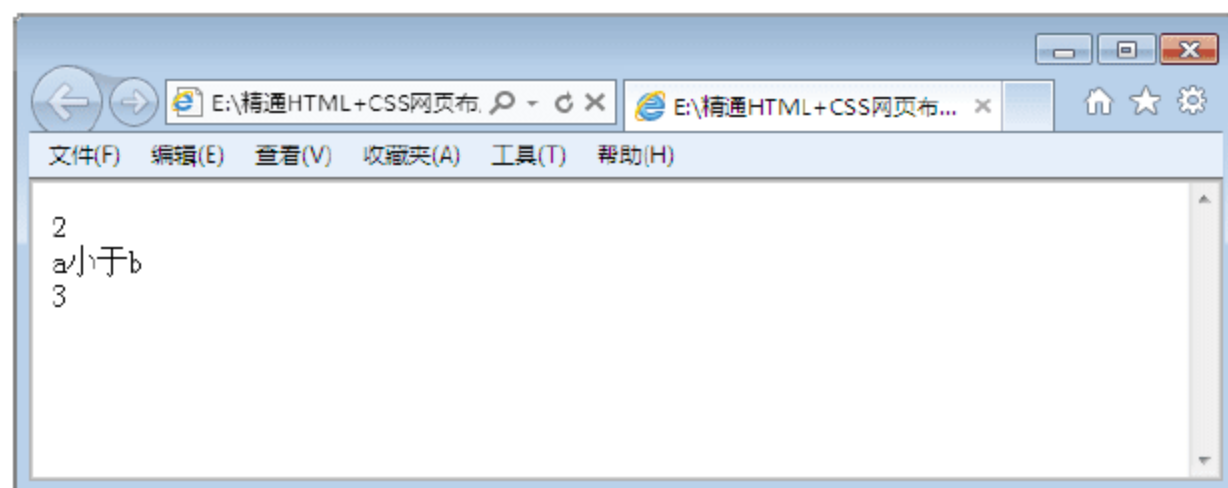 E:\精通HTML+CSS网页布
E:\精通HTML+CSS网页布...
文件(F) 编辑(E) 查看(V) 收藏夹(A) 工具(T) 帮助(H)
2
a小于b
3